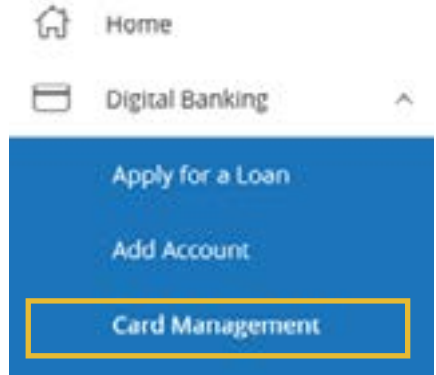 Home
Digital Banking
Apply for a Loan
Add Account
Card Management